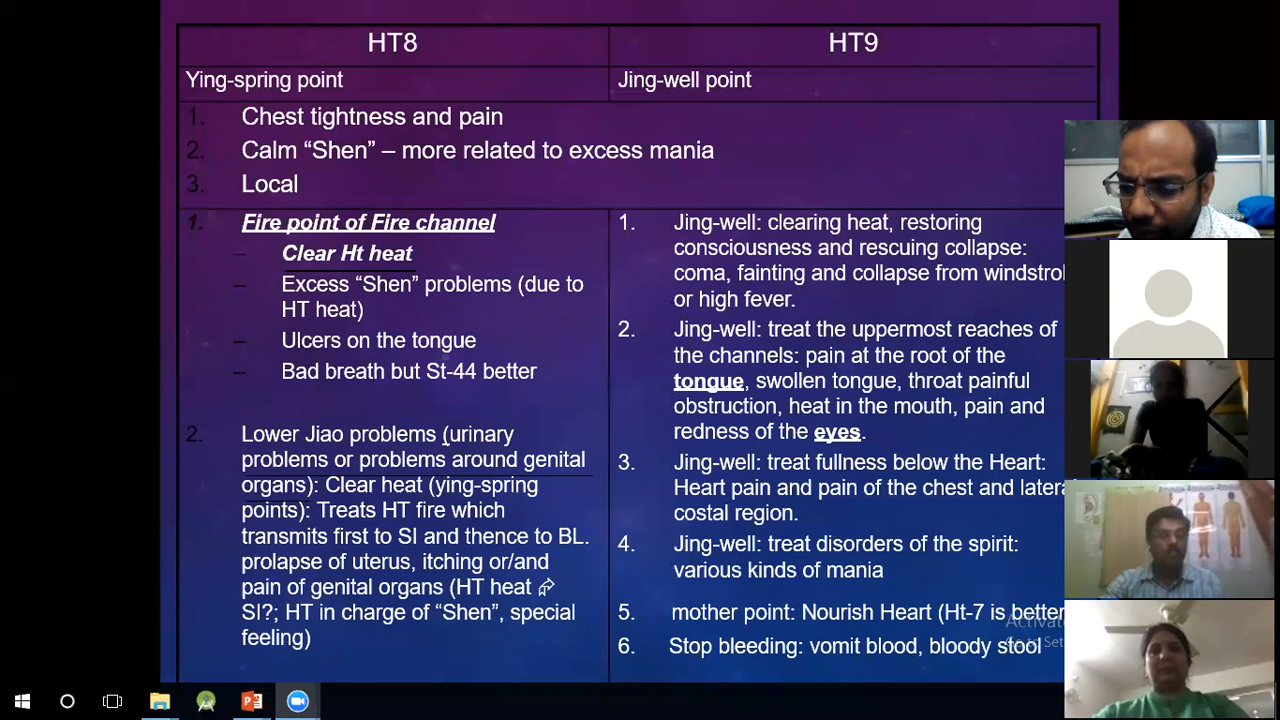 HT8
HT9
Ying-spring point
Jing-well point
1. Chest tightness and pain
2. Calm “Shen” – more related to excess mania
3. Local
1. Fire point of Fire channel
– Clear Ht heat
– Excess “Shen” problems (due to
HT heat)
– Ulcers on the tongue
– Bad breath but St-44 better
2. Lower Jiao problems (urinary
problems or problems around genital
organs): Clear heat (ying-spring
points): Treats HT fire which
transmits first to SI and thence to BL.
prolapse of uterus, itching or/and
pain of genital organs (HT heat
SI?; HT in charge of “Shen”, special
feeling)
1. Jing-well: clearing heat, restoring
consciousness and rescuing collapse:
coma, fainting and collapse from windstro
or high fever.
2. Jing-well: treat the uppermost reaches of
the channels: pain at the root of the
tongue, swollen tongue, throat painful
obstruction, heat in the mouth, pain and
redness of the eyes.
3. Jing-well: treat fullness below the Heart:
Heart pain and pain of the chest and latera
costal region.
4. Jing-well: treat disorders of the spirit:
various kinds of mania
5. mother point: Nourish Heart (Ht-7 is better
6. Stop bleeding: vomit blood, bloody stool
Activat
Go to Set